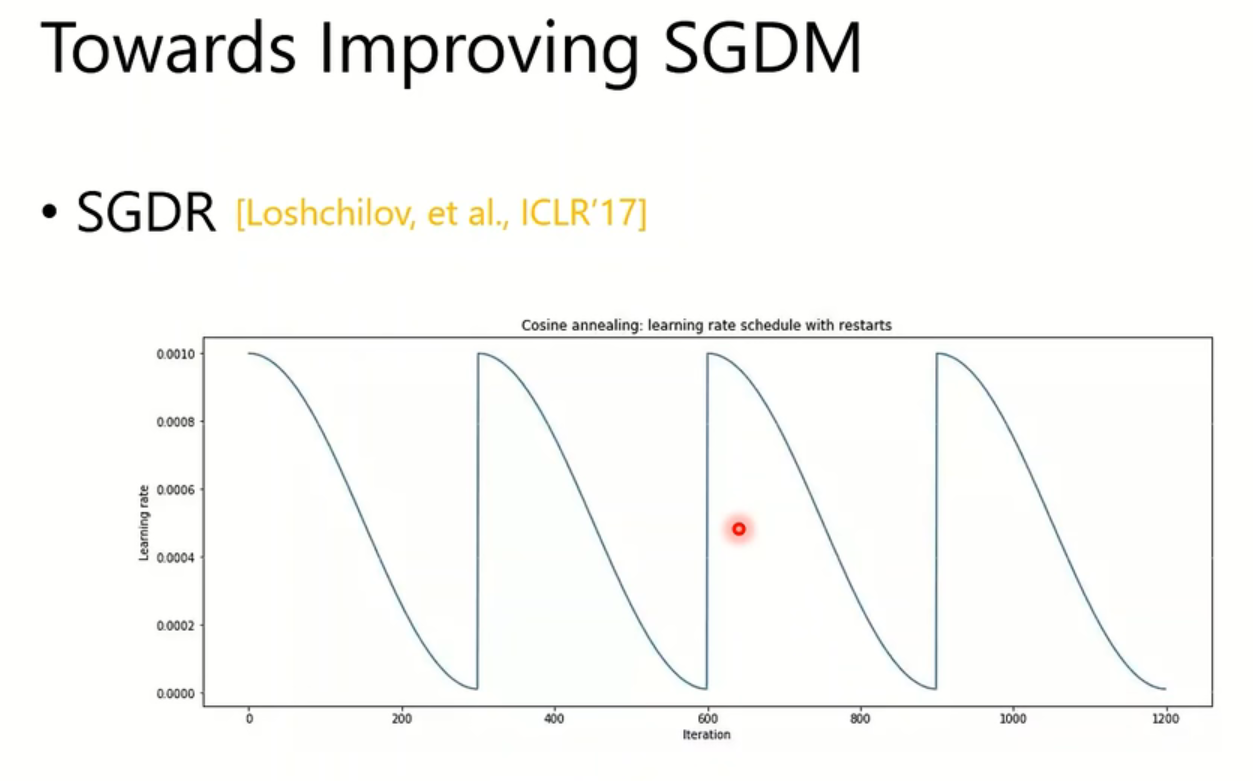 Towards Improving SGDM
• SGDR [Loshchilov, et al., ICLR’17]
Cosine annealing: learning rate schedule with restarts
0.0010
0.0008
0.0006
0.0004
0.0002
0.0000
Learning rate
0 200 400 600 800 1000 1200
Iteration